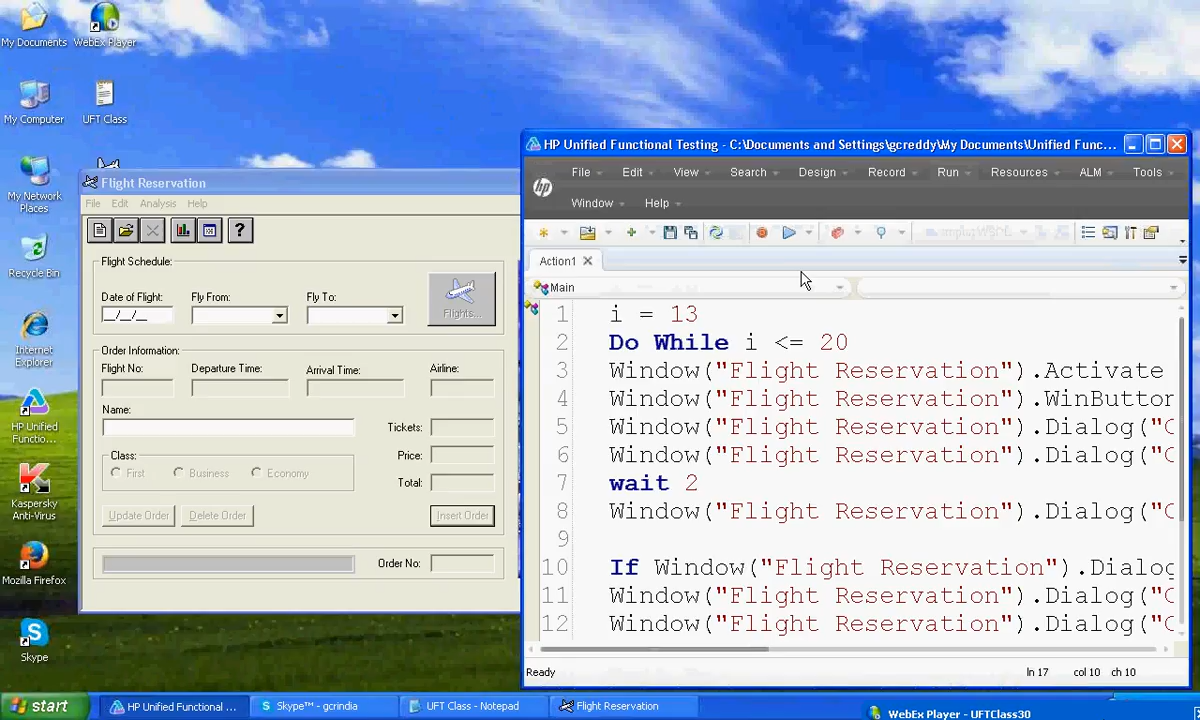 My Documents
WebEx Player
My Computer
UFT Class
My Network
Places
Recycle Bin
Internet
Explorer
HP Unified
Functio...
Kaspersky
Anti-Virus
Mozilla Firefox
Skype
Flight Reservation
File Edit Analysis Help
?
Flight Schedule:
Date of Flight: Fly From: Fly To:
__/__/__
Flights...
Order Information:
Flight No: Departure Time: Arrival Time: Airline:
Name:
Tickets:
Class:
First Business Economy
Price:
Total:
Update Order Delete Order Insert Order
Order No:
HP Unified Functional Testing - C:\Documents and Settings\gcreddy\My Documents\Unified Func...
hp
File Edit View Search Design Record Run Resources ALM Tools
Window Help
Action1
Main
1 i = 13
2 Do While i <= 20
3 Window("Flight Reservation").Activate
4 Window("Flight Reservation").WinButton
5 Window("Flight Reservation").Dialog("
6 Window("Flight Reservation").Dialog("
7 wait 2
8 Window("Flight Reservation").Dialog("
9
10 If Window("Flight Reservation").Dialog
11 Window("Flight Reservation").Dialog("
12 Window("Flight Reservation").Dialog("
Ready ln 17 col 10 ch 10
start HP Unified Functional ... Skype™ - gcrindia UFT Class - Notepad Flight Reservation
WebEx Player - UFTClass30